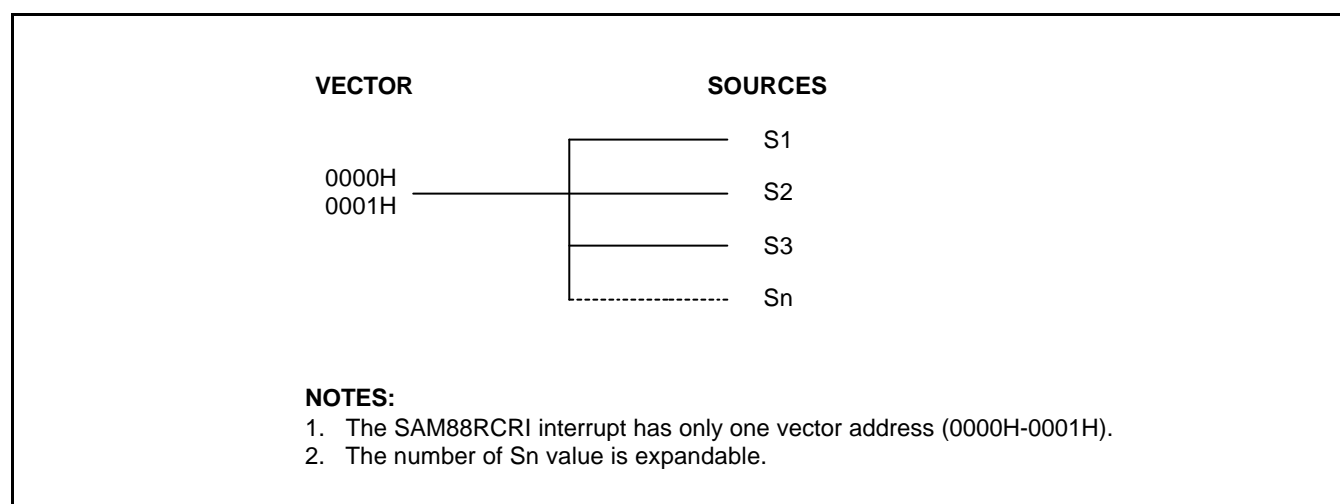 VECTOR SOURCES
S1
0000H
0001H
S2
S3
Sn
NOTES:
1. The SAM88RCRI interrupt has only one vector address (0000H-0001H).
2. The number of Sn value is expandable.